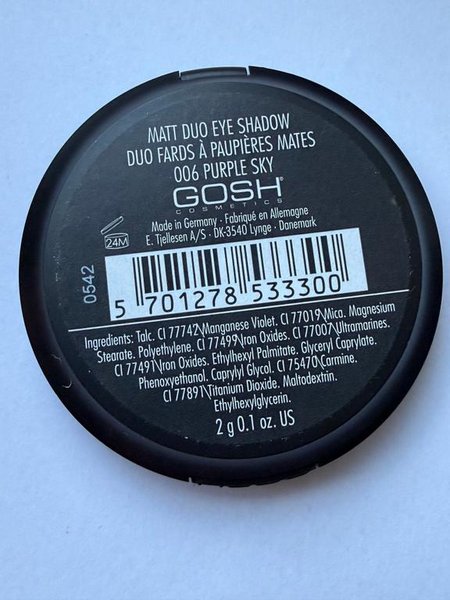 MATT DUO EYE SHADOW
DUO FARDS À PAUPIÈRES MATES
006 PURPLE SKY
GOSH®
COSMETICS
Made in Germany · Fabriqué en Allemagne
E. Tjellesen A/S · DK-3540 Lynge · Danemark
24M
0542
5 701278 533300
Ingredients: Talc. CI 77742\Manganese Violet. CI 77019\Mica. Magnesium
Stearate. Polyethylene. CI 77499\Iron Oxides. CI 77007\Ultramarines.
CI 77491\Iron Oxides. Ethylhexyl Palmitate. Glyceryl Caprylate.
Phenoxyethanol. Caprylyl Glycol. CI 75470\Carmine.
CI 77891\Titanium Dioxide. Maltodextrin.
Ethylhexylglycerin.
2 g 0.1 oz. US